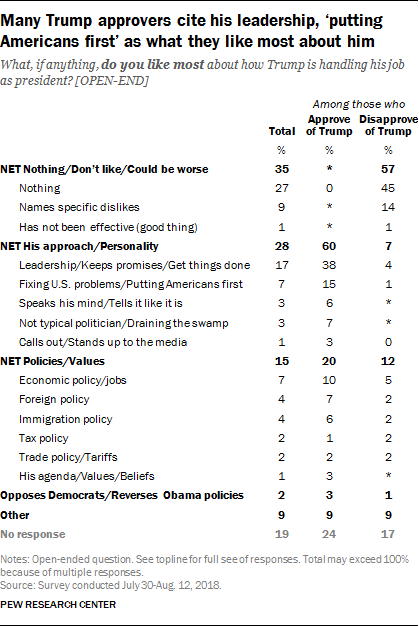 Many Trump approvers cite his leadership, ‘putting
Americans first’ as what they like most about him
What, if anything, do you like most about how Trump is handling his job
as president? [OPEN-END]
Among those who
Total Approve of Trump Disapprove of Trump
% % %
NET Nothing/Don’t like/Could be worse 35 * 57
Nothing 27 0 45
Names specific dislikes 9 * 14
Has not been effective (good thing) 1 * 1
NET His approach/Personality 28 60 7
Leadership/Keeps promises/Get things done 17 38 4
Fixing U.S. problems/Putting Americans first 7 15 1
Speaks his mind/Tells it like it is 3 6 *
Not typical politician/Draining the swamp 3 7 *
Calls out/Stands up to the media 1 3 0
NET Policies/Values 15 20 12
Economic policy/jobs 7 10 5
Foreign policy 4 7 2
Immigration policy 4 6 2
Tax policy 2 1 2
Trade policy/Tariffs 2 2 2
His agenda/Values/Beliefs 1 3 *
Opposes Democrats/Reverses Obama policies 2 3 1
Other 9 9 9
No response 19 24 17
Notes: Open-ended question. See topline for full see of responses. Total may exceed 100%
because of multiple responses.
Source: Survey conducted July 30-Aug. 12, 2018.
PEW RESEARCH CENTER